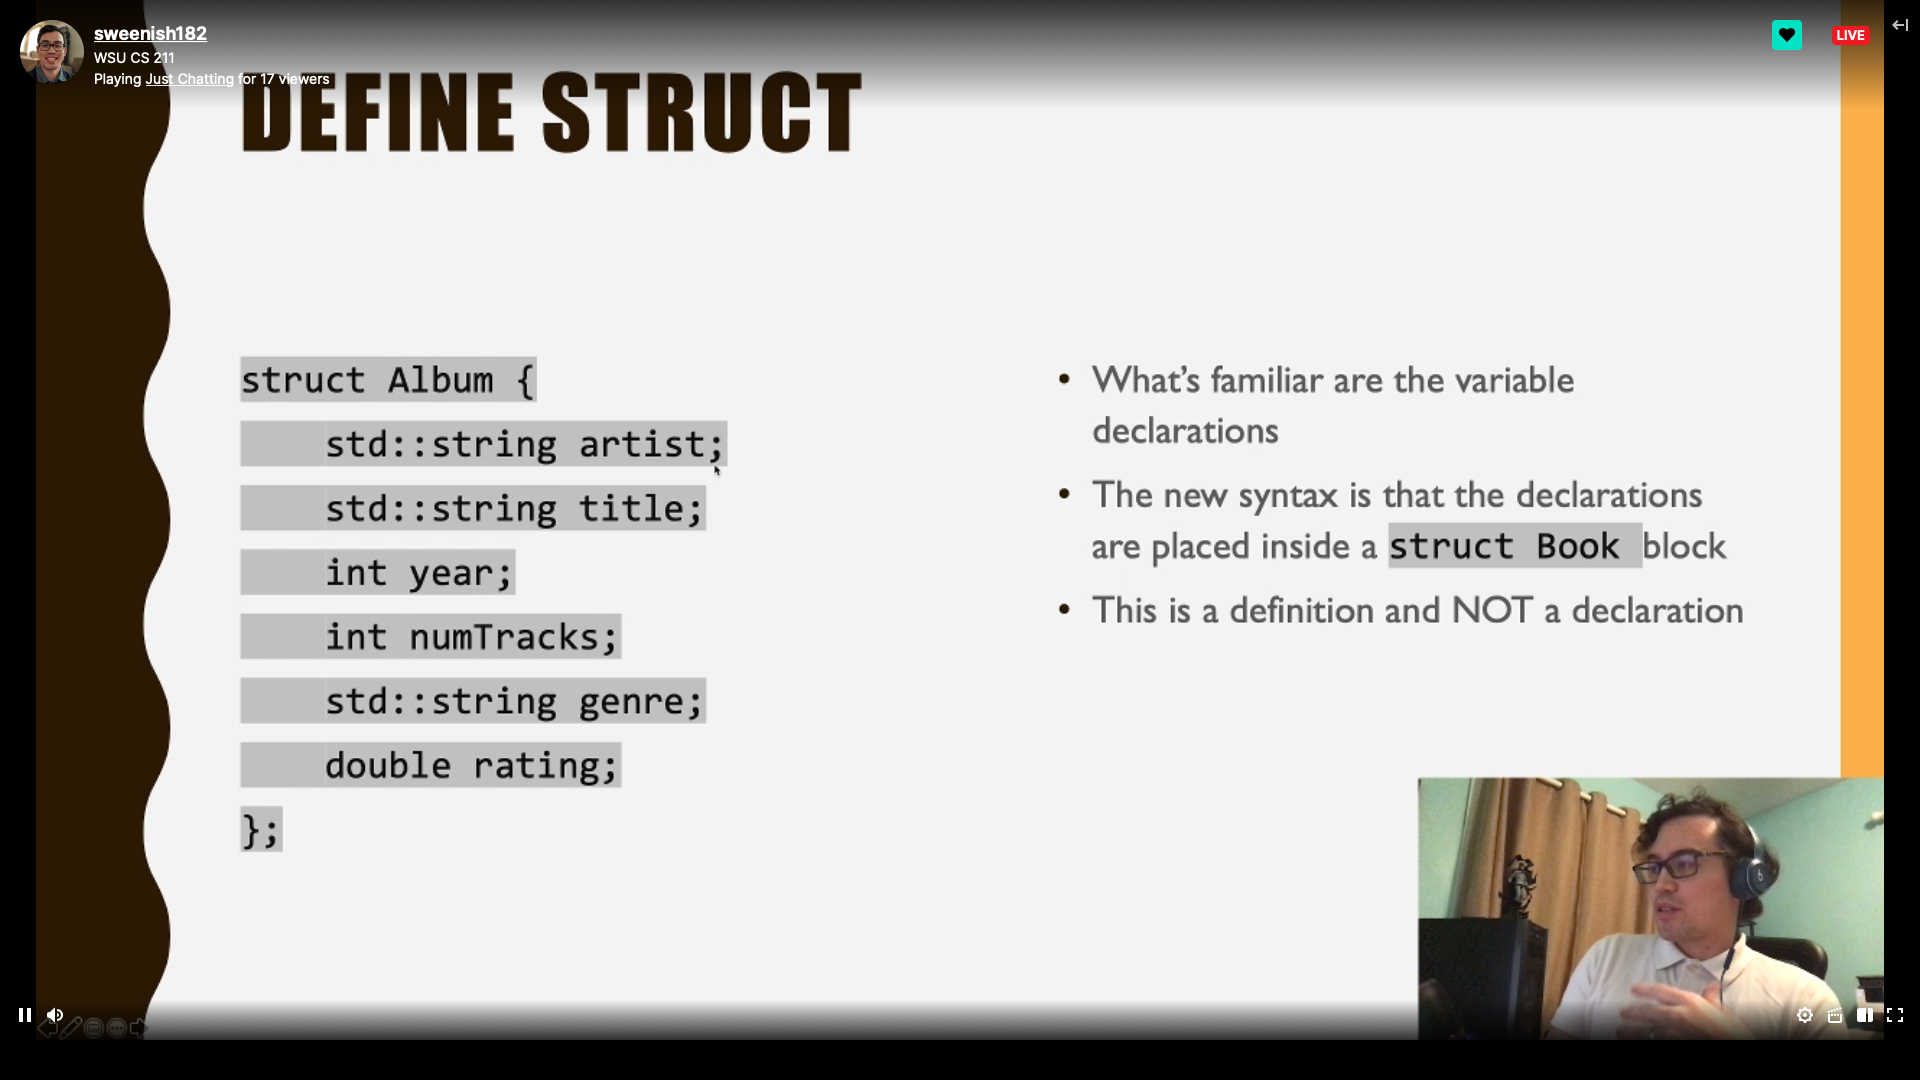 sweenish182
WSU CS 211
Playing Just Chatting for 17 viewers
LIVE
DEFINE STRUCT
struct Album {
std::string artist;
std::string title;
int year;
int numTracks;
std::string genre;
double rating;
};
• What’s familiar are the variable
declarations
• The new syntax is that the declarations
are placed inside a struct Book block
• This is a definition and NOT a declaration